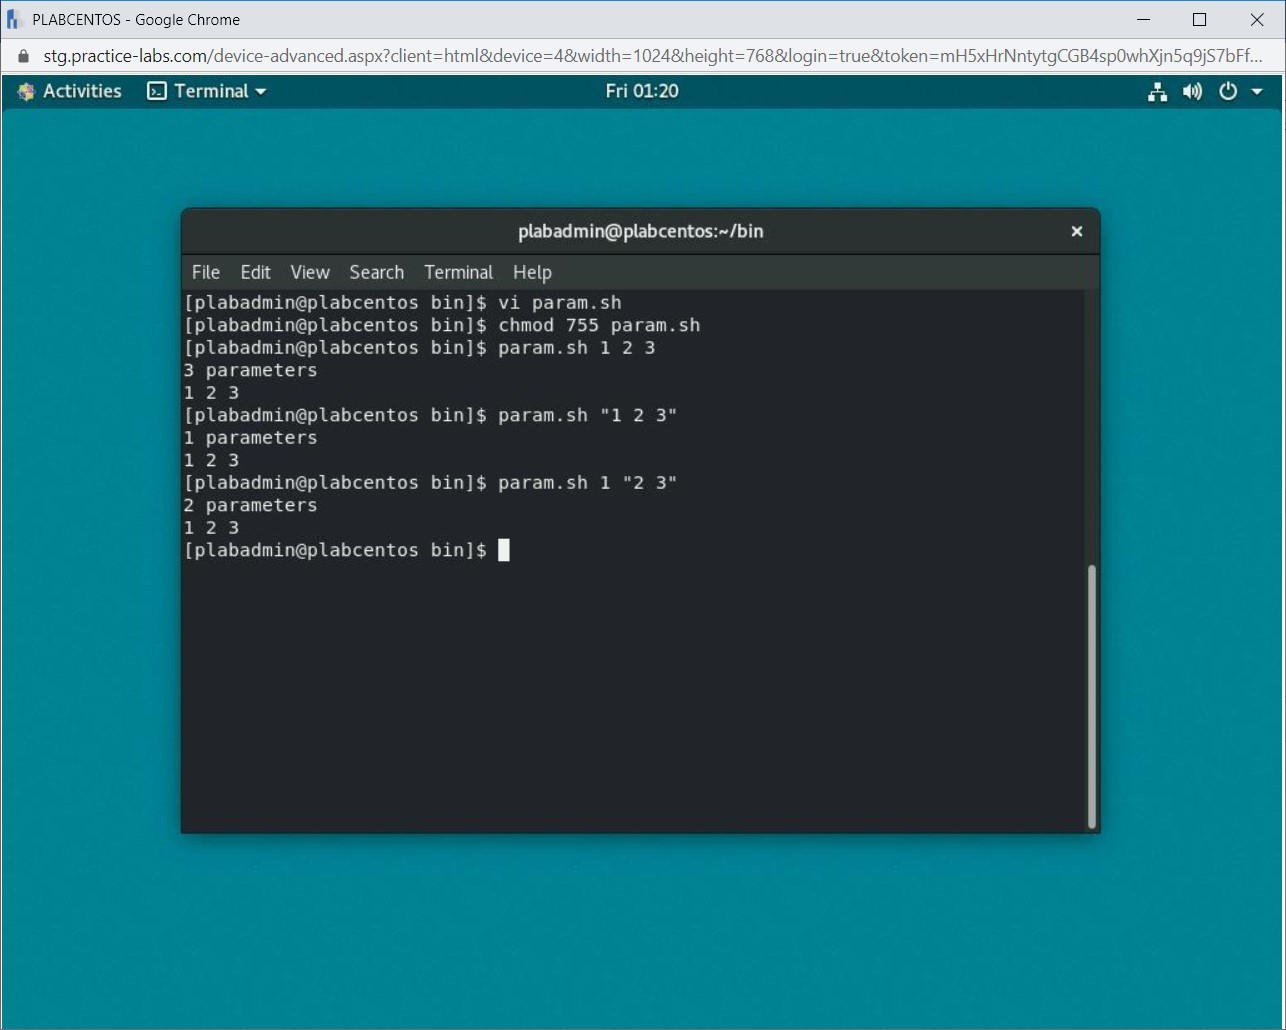 PLABCENTOS - Google Chrome
stg.practice-labs.com/device-advanced.aspx?client=html&device=4&width=1024&height=768&login=true&token=mH5xHrNntytgCGB4sp0whXjn5q9jS7bFf...
Activities Terminal Fri 01:20
plabadmin@plabcentos:~/bin
File Edit View Search Terminal Help
[plabadmin@plabcentos bin]$ vi param.sh
[plabadmin@plabcentos bin]$ chmod 755 param.sh
[plabadmin@plabcentos bin]$ param.sh 1 2 3
3 parameters
1 2 3
[plabadmin@plabcentos bin]$ param.sh "1 2 3"
1 parameters
1 2 3
[plabadmin@plabcentos bin]$ param.sh 1 "2 3"
2 parameters
1 2 3
[plabadmin@plabcentos bin]$